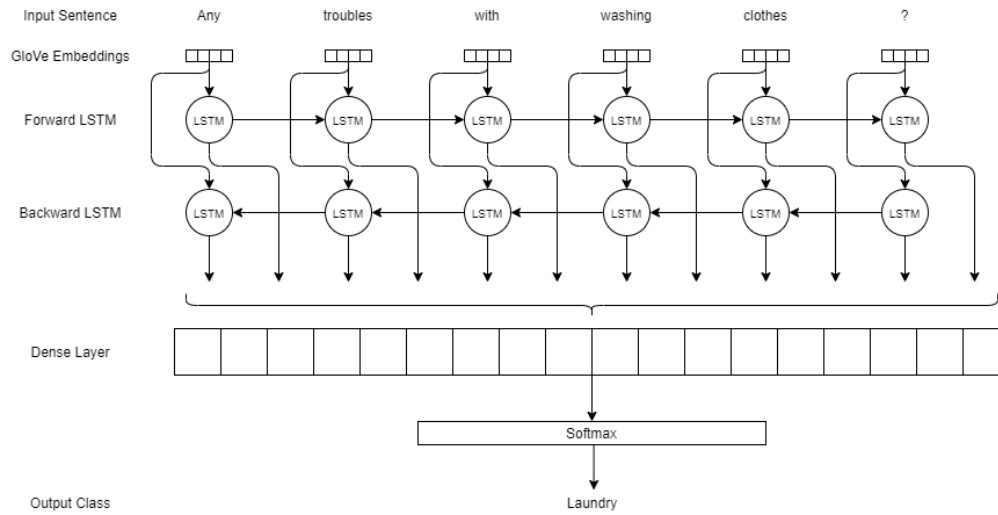 Input Sentence Any troubles with washing clothes ?
GloVe Embeddings
Forward LSTM LSTM LSTM LSTM LSTM LSTM LSTM
Backward LSTM LSTM LSTM LSTM LSTM LSTM LSTM
Dense Layer
Softmax
Output Class Laundry